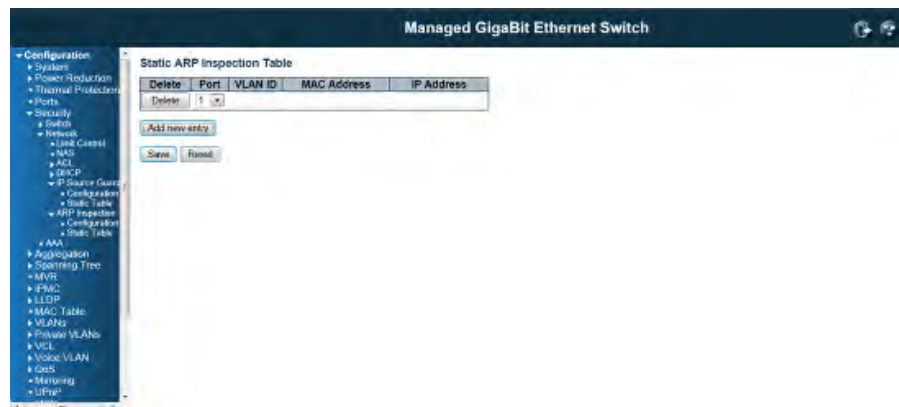 Managed GigaBit Ethernet Switch
Configuration
System
Power Reduction
Thermal Protection
Ports
Security
Switch
Network
Limit Control
NAS
ACL
DHCP
IP Source Guard
Configuration
Static Table
ARP Inspection
Configuration
Static Table
AAA
Aggregation
Spanning Tree
MVR
IPMC
LLDP
MAC Table
VLANs
Private VLANs
VCL
Voice VLAN
QoS
Mirroring
UPnP
Static ARP Inspection Table
Delete Port VLAN ID MAC Address IP Address
Delete 1
Add new entry
Save Reset